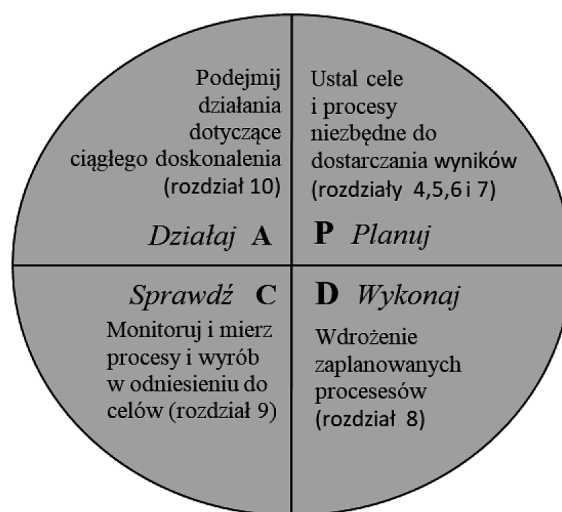 Podejmij
działania
dotyczące
ciągłego doskonalenia
(rozdział 10)
Działaj A
Ustal cele
i procesy
niezbędne do
dostarczania wyników
(rozdziały 4,5,6 i 7)
P Planuj
Sprawdź C
Monitoruj i mierz
procesy i wyrób
w odniesieniu do
celów (rozdział 9)
D Wykonaj
Wdrożenie
zaplanowanych
procesesów
(rozdział 8)